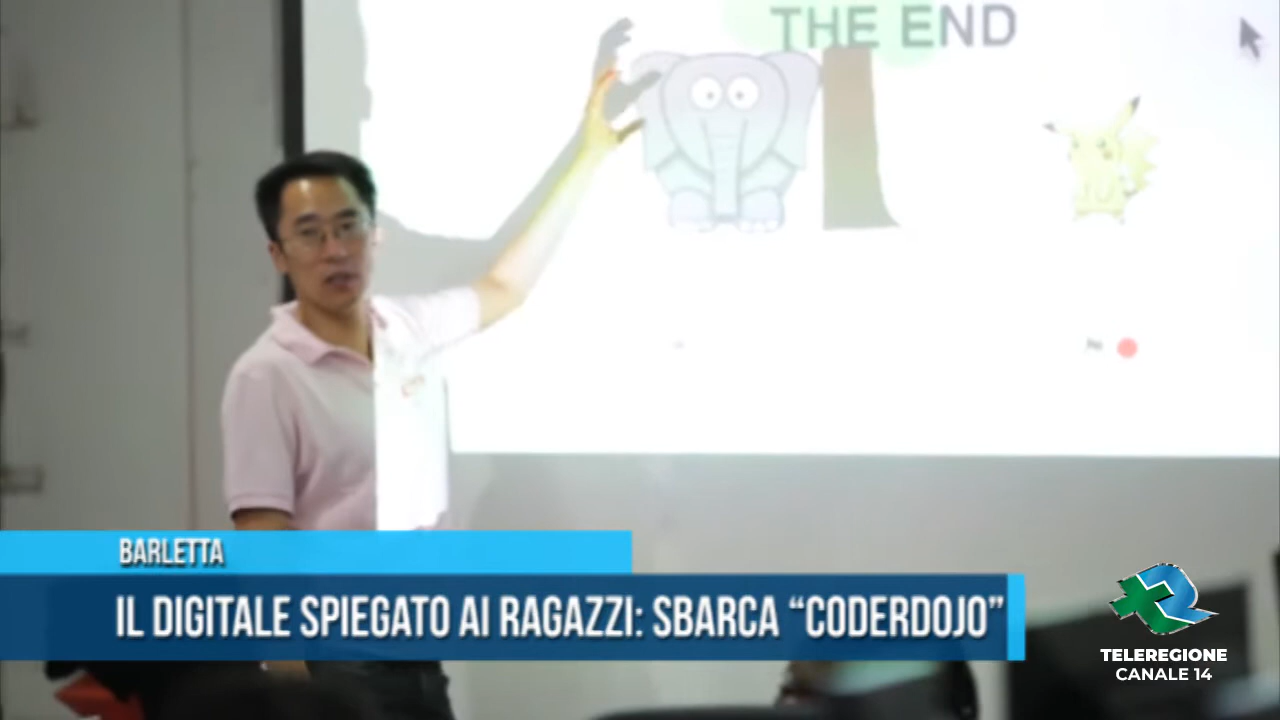 THE END
BARLETTA
IL DIGITALE SPIEGATO AI RAGAZZI: SBARCA “CODERDOJO”
TELEREGIONE
CANALE 14